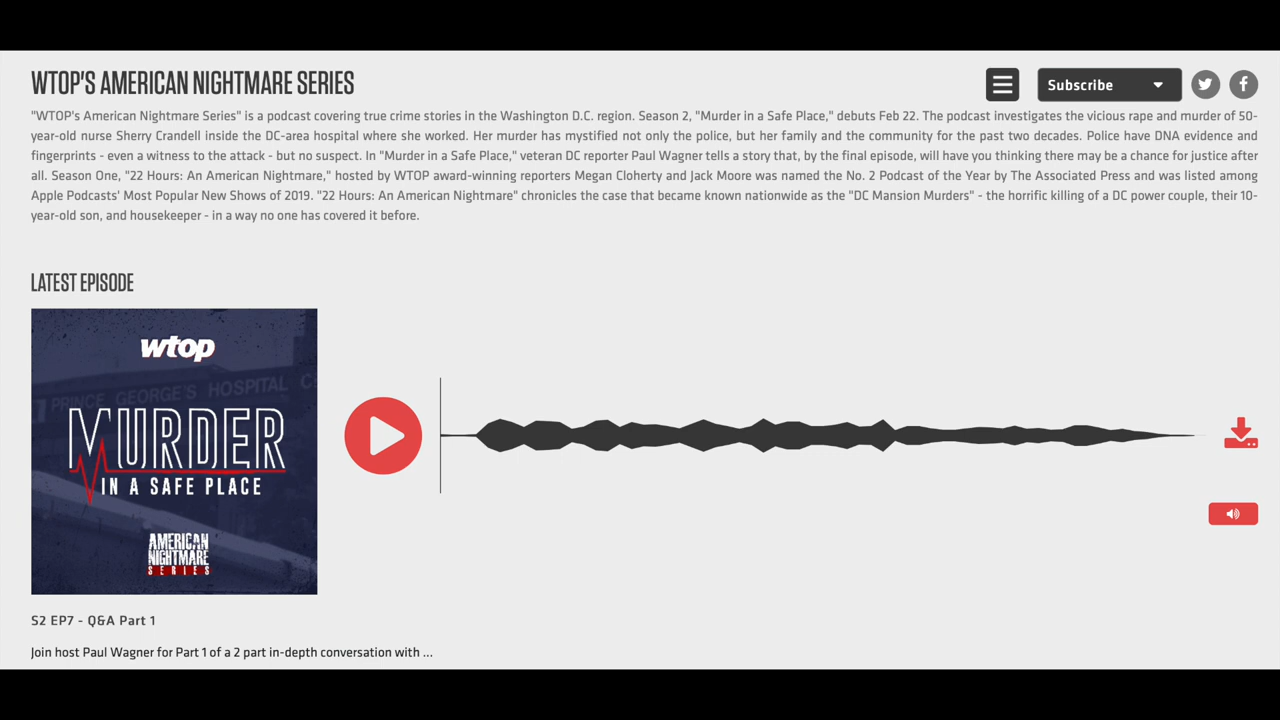 WTOP'S AMERICAN NIGHTMARE SERIES
Subscribe
"WTOP's American Nightmare Series" is a podcast covering true crime stories in the Washington D.C. region. Season 2, "Murder in a Safe Place," debuts Feb 22. The podcast investigates the vicious rape and murder of 50-
year-old nurse Sherry Crandell inside the DC-area hospital where she worked. Her murder has mystified not only the police, but her family and the community for the past two decades. Police have DNA evidence and
fingerprints - even a witness to the attack - but no suspect. In "Murder in a Safe Place," veteran DC reporter Paul Wagner tells a story that, by the final episode, will have you thinking there may be a chance for justice after
all. Season One, "22 Hours: An American Nightmare," hosted by WTOP award-winning reporters Megan Cloherty and Jack Moore was named the No. 2 Podcast of the Year by The Associated Press and was listed among
Apple Podcasts' Most Popular New Shows of 2019. "22 Hours: An American Nightmare" chronicles the case that became known nationwide as the "DC Mansion Murders" - the horrific killing of a DC power couple, their 10-
year-old son, and housekeeper - in a way no one has covered it before.
LATEST EPISODE
wtop
PRINCE GEORGE'S HOSPITAL
MURDER
IN A SAFE PLACE
AMERICAN
NIGHTMARE
SERIES
S2 EP7 - Q&A Part 1
Join host Paul Wagner for Part 1 of a 2 part in-depth conversation with ...